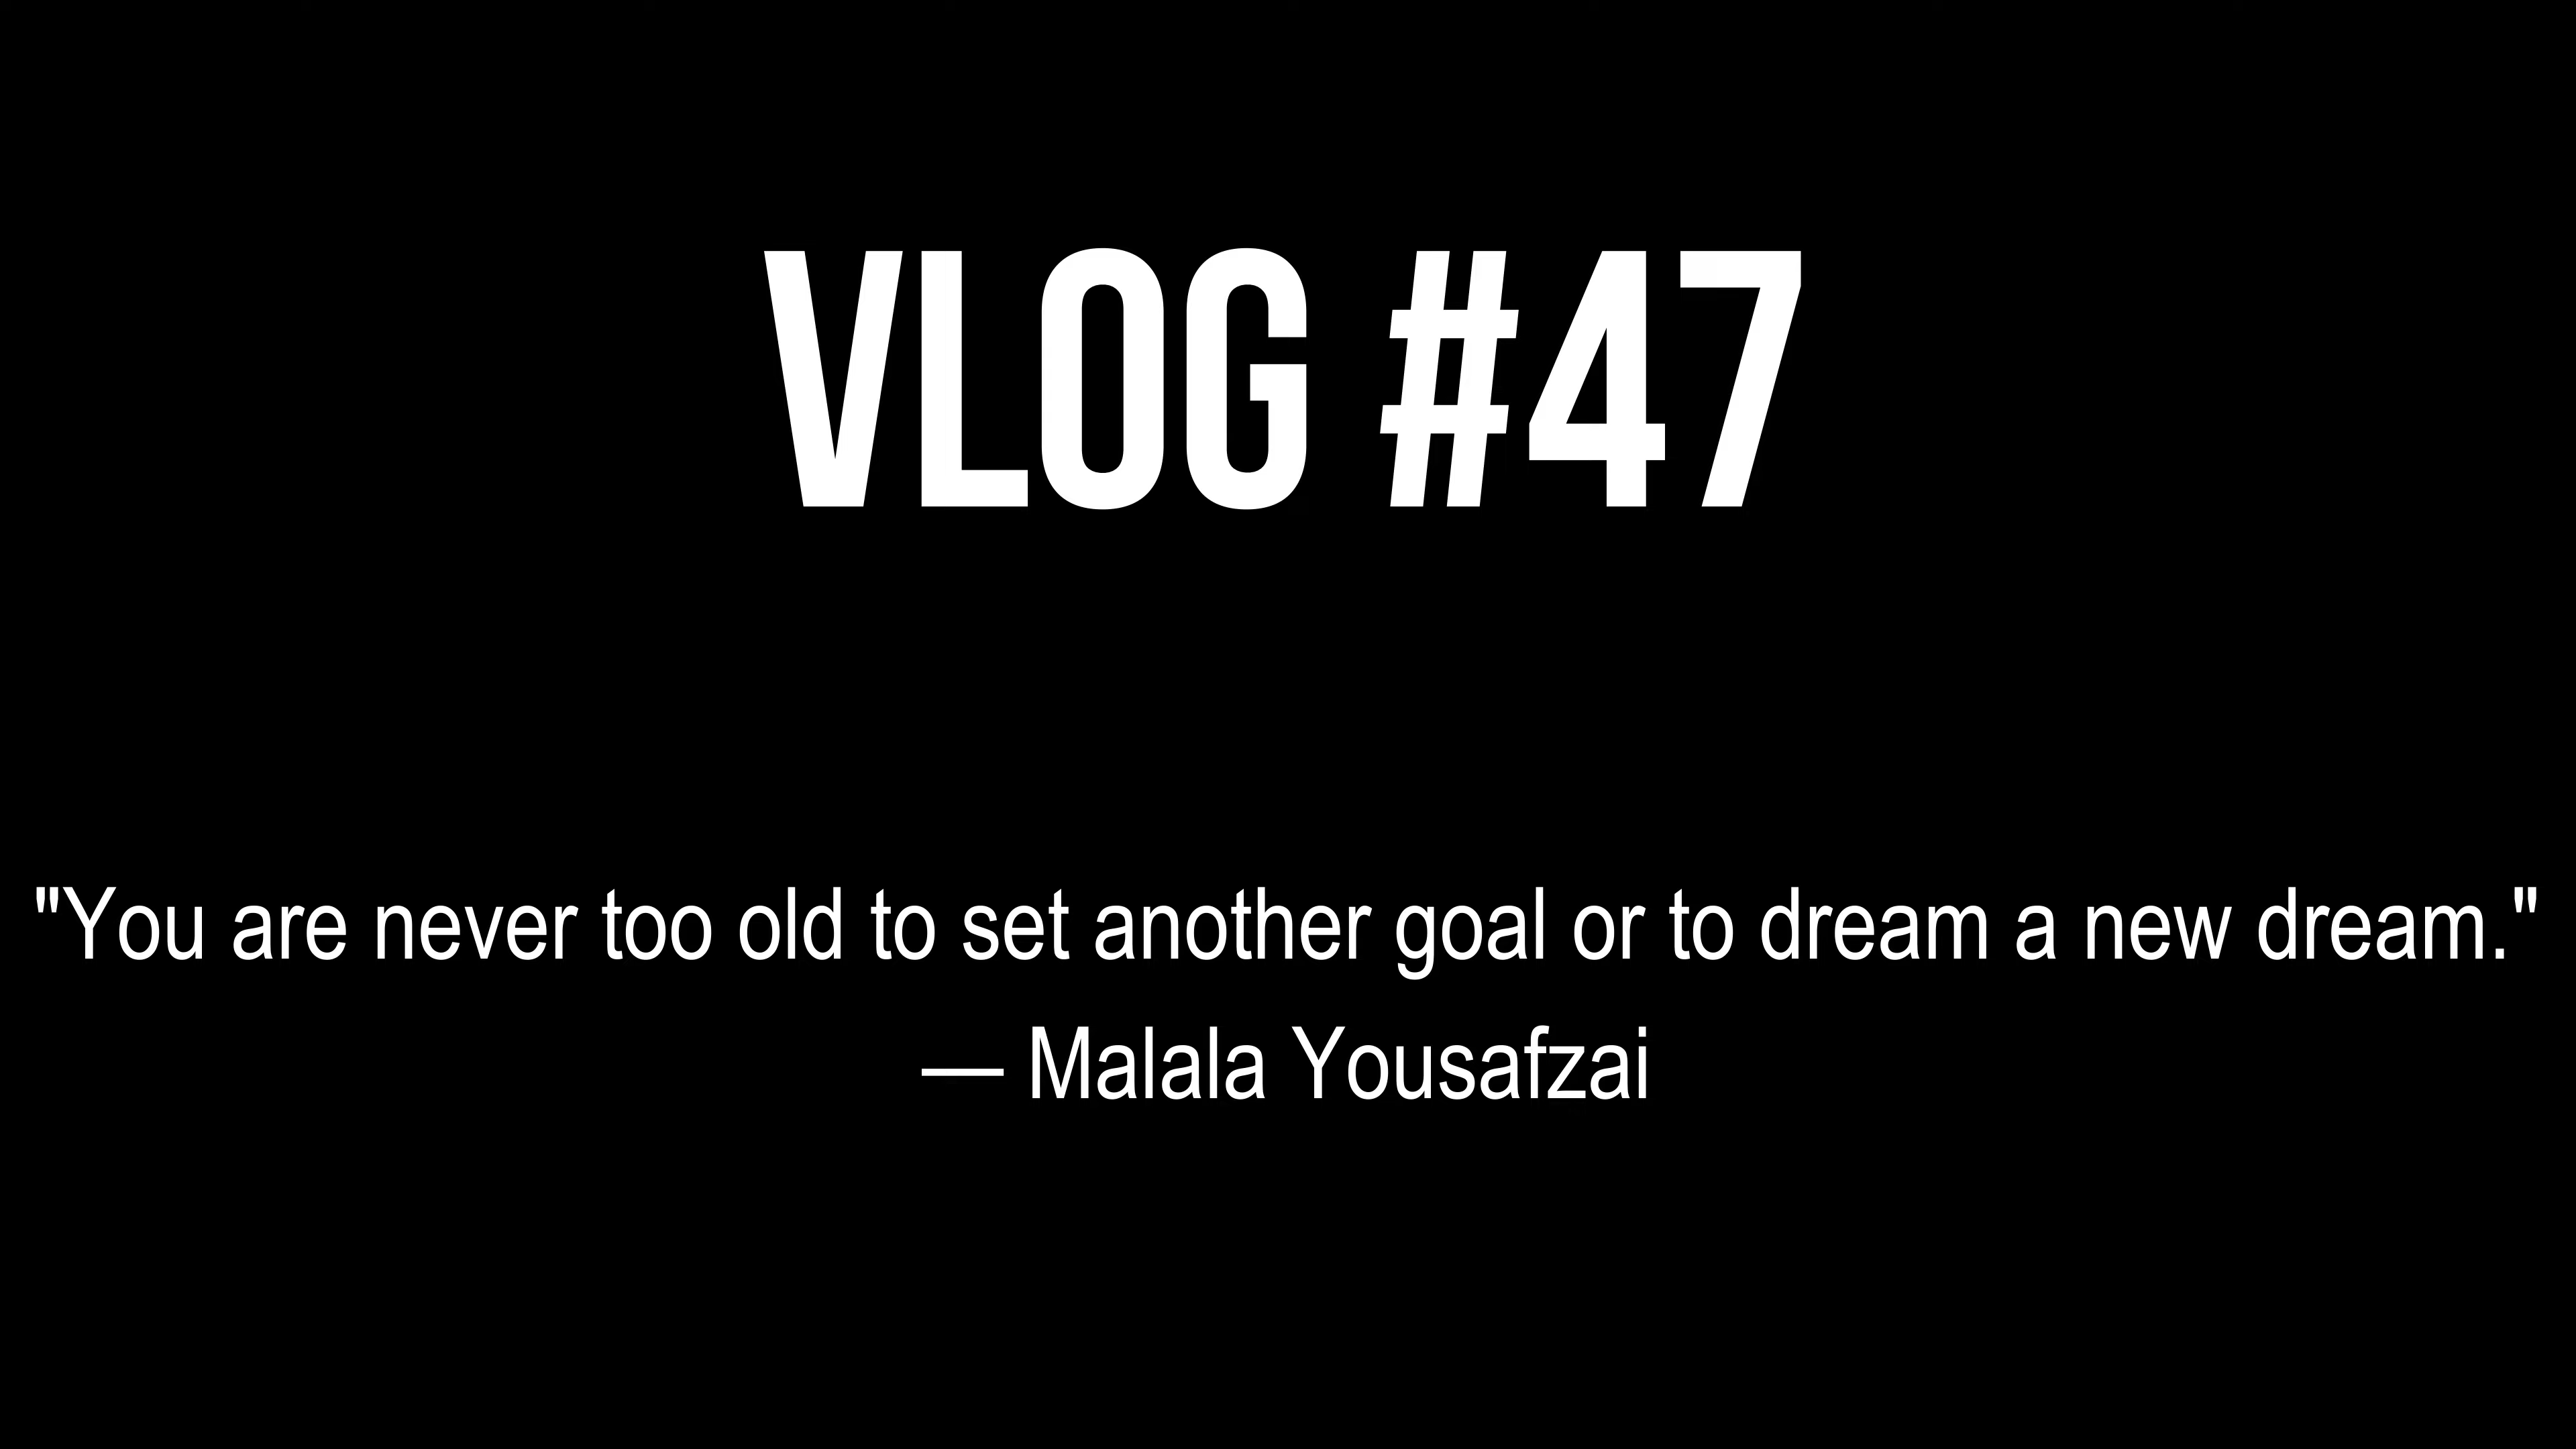 VLOG #47
"You are never too old to set another goal or to dream a new dream."
— Malala Yousafzai